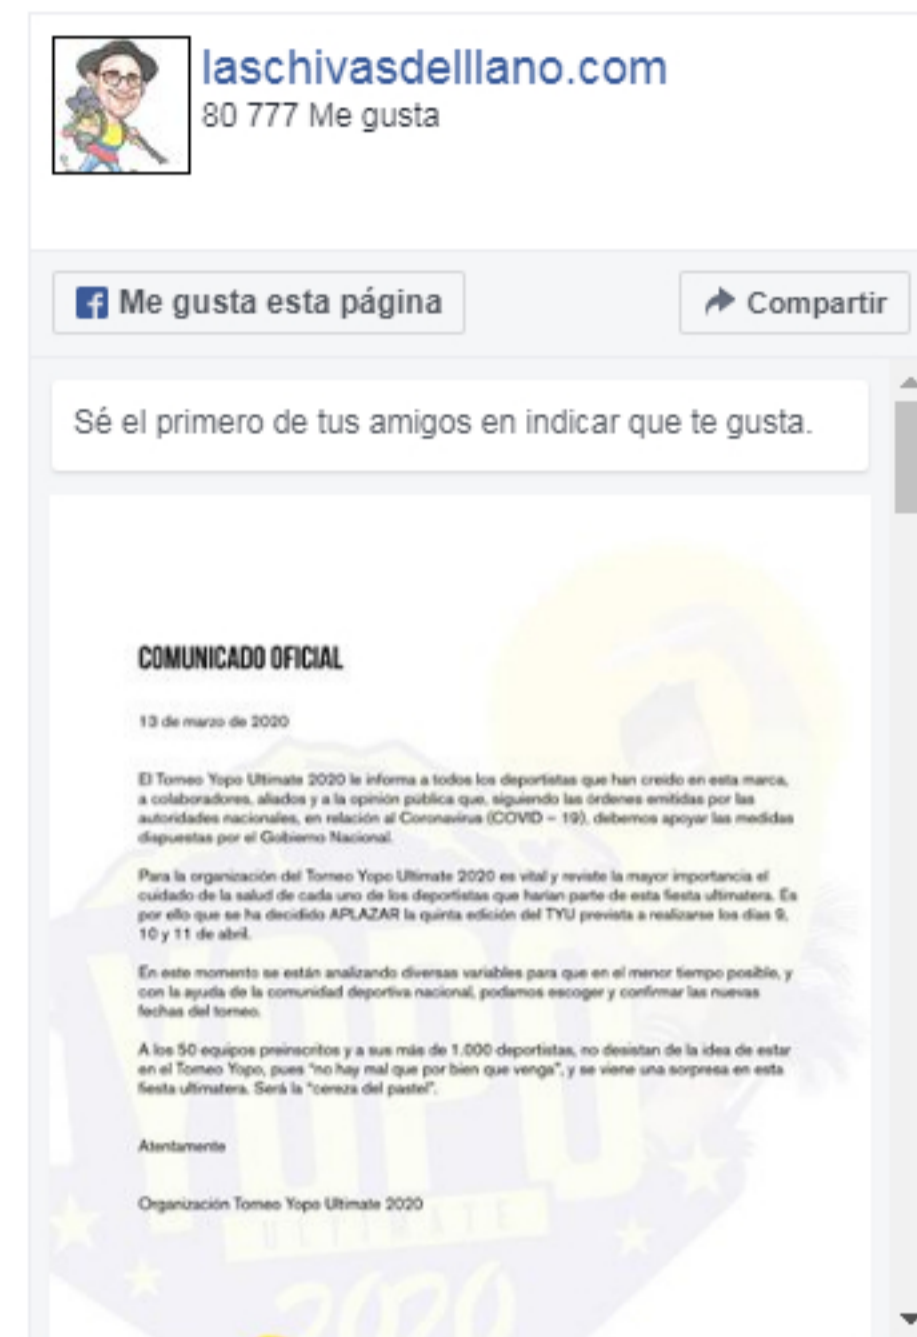 laschivasdelllano.com
80 777 Me gusta
Me gusta esta página
Compartir
Sé el primero de tus amigos en indicar que te gusta.
COMUNICADO OFICIAL
13 de marzo de 2020
El Torneo Yopo Ultimate 2020 le informa a todos los deportistas que han creido en esta marca,
a colaboradores, aliados y a la opinión pública que, siguiendo las órdenes emitidas por las
autoridades nacionales, en relación al Coronavirus (COVID – 19), debemos apoyar las medidas
dispuestas por el Gobierno Nacional.
Para la organización del Torneo Yopo Ultimate 2020 es vital y reviste la mayor importancia el
cuidado de la salud de cada uno de los deportistas que harían parte de esta fiesta ultimatera. Es
por ello que se ha decidido APLAZAR la quinta edición del TYU prevista a realizarse los días 9,
10 y 11 de abril.
En este momento se están analizando diversas variables para que en el menor tiempo posible, y
con la ayuda de la comunidad deportiva nacional, podamos escoger y confirmar las nuevas
fechas del torneo.
A los 50 equipos preinscritos y a sus más de 1.000 deportistas, no desistan de la idea de estar
en el Torneo Yopo, pues "no hay mal que por bien que venga", y se viene una sorpresa en esta
fiesta ultimatera. Será la "cereza del pastel".
Atentamente
Organización Torneo Yopo Ultimate 2020
YOPO
ULTIMATE
2020